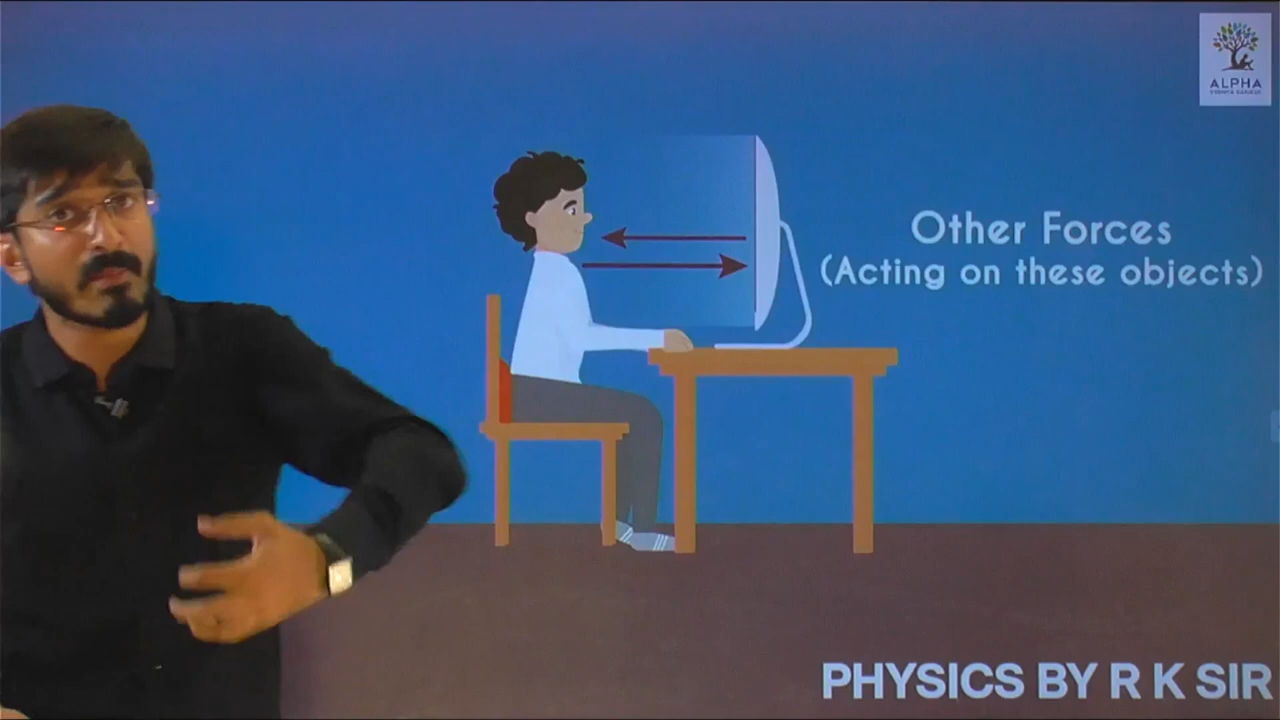 ALPHA
Other Forces
(Acting on these objects)
PHYSICS BY R K SIR